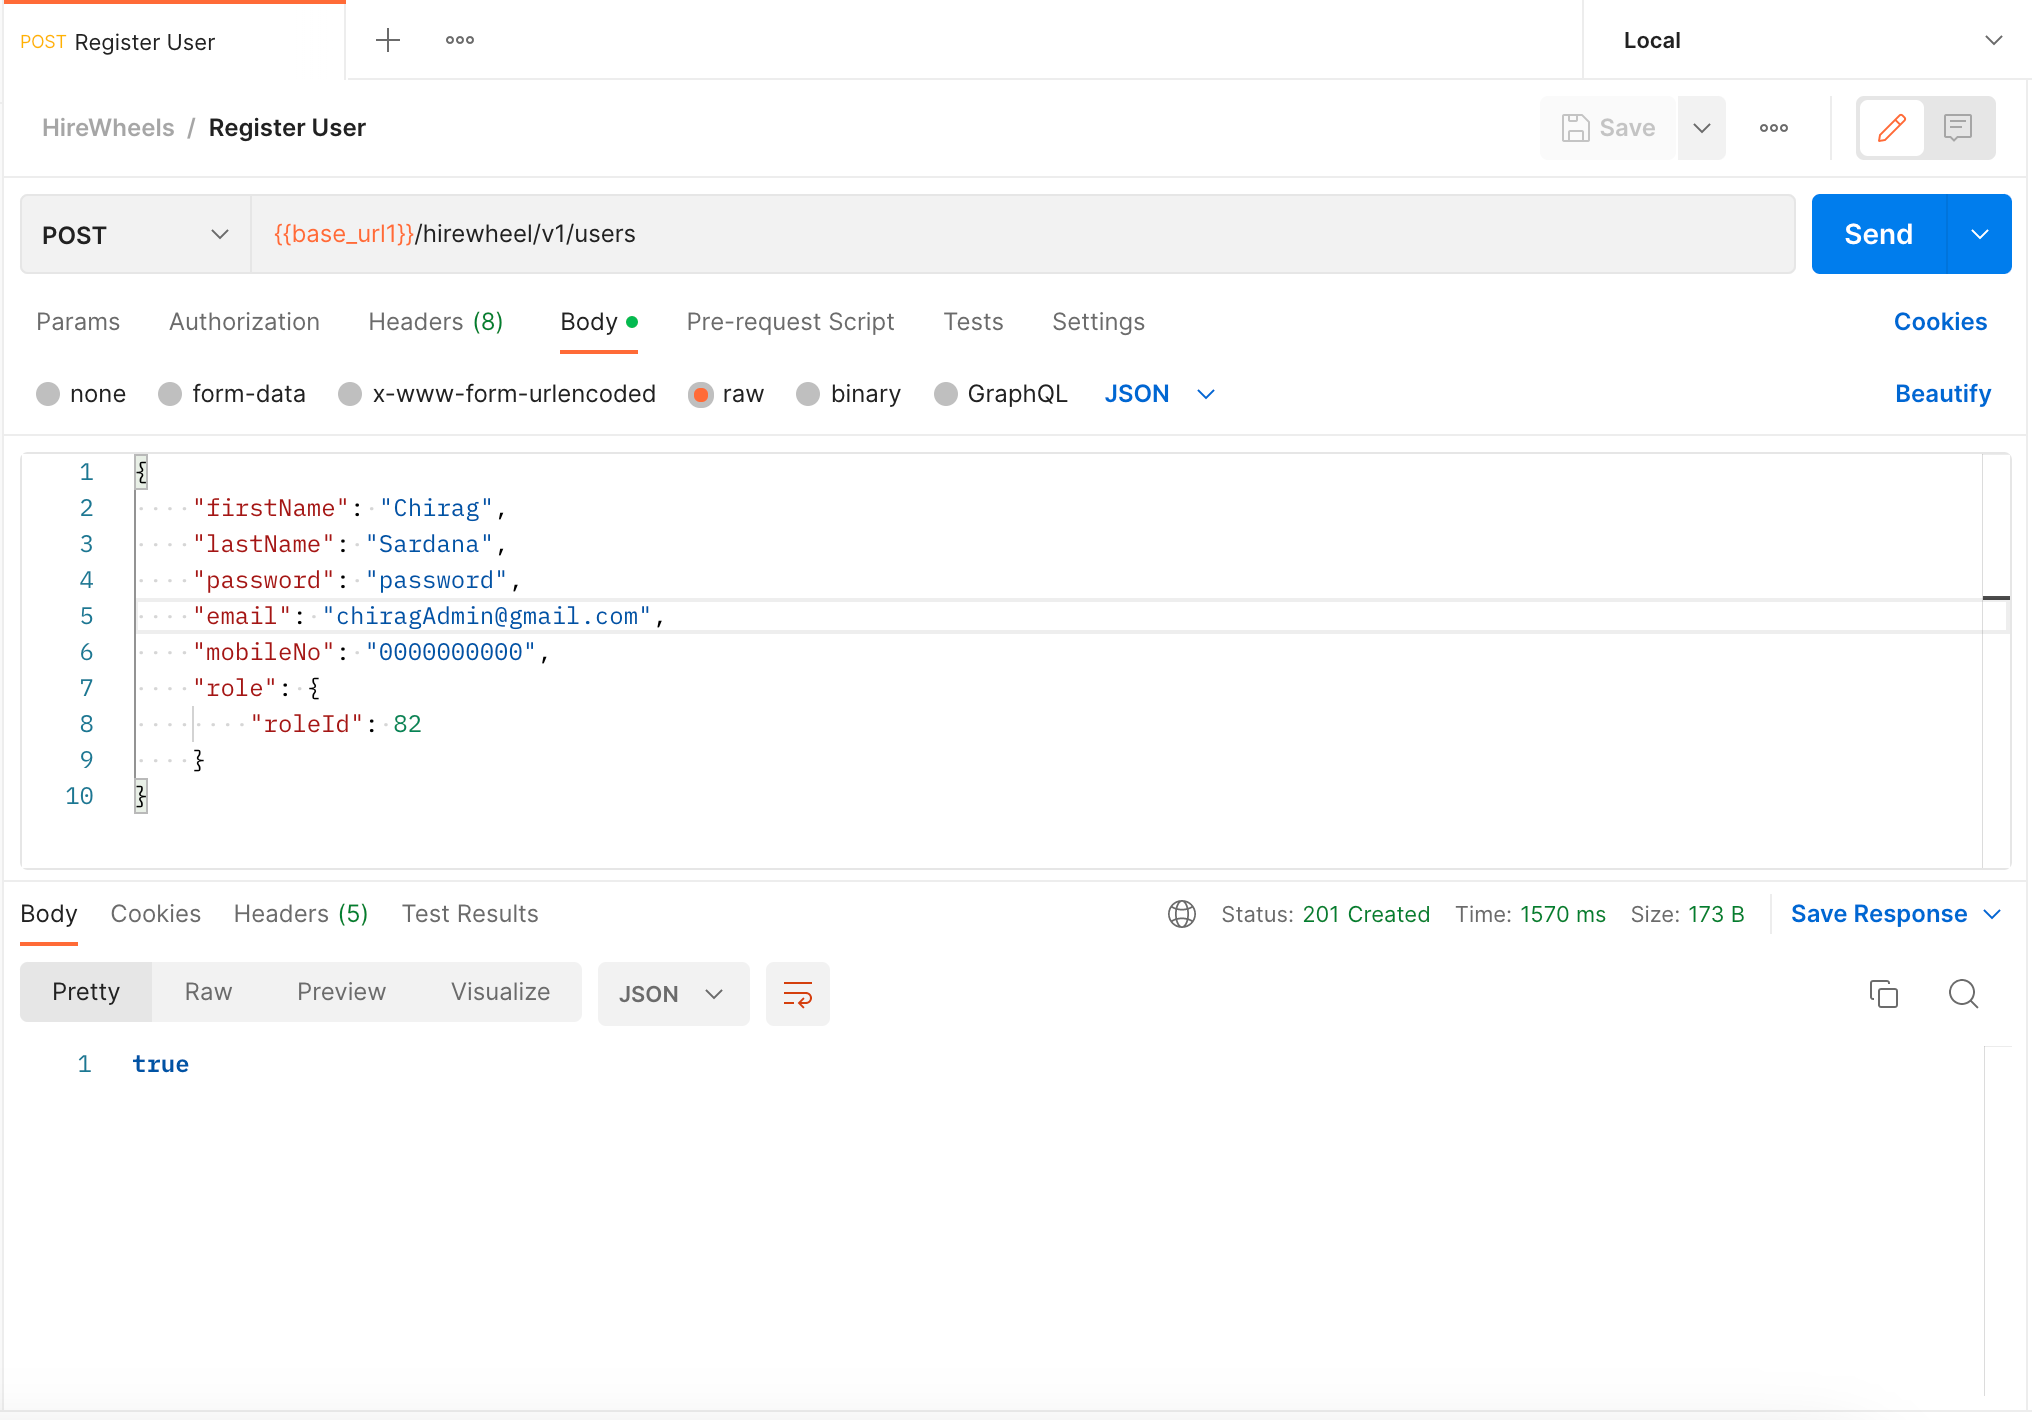 POST Register User
Local
HireWheels / Register User
Save
POST
{{base_url1}}/hirewheel/v1/users
Send
Params Authorization Headers (8) Body Pre-request Script Tests Settings Cookies
none form-data x-www-form-urlencoded raw binary GraphQL JSON Beautify
1 {
2 "firstName": "Chirag",
3 "lastName": "Sardana",
4 "password": "password",
5 "email": "chiragAdmin@gmail.com",
6 "mobileNo": "0000000000",
7 "role": {
8 "roleId": 82
9 }
10 }
Body Cookies Headers (5) Test Results Status: 201 Created Time: 1570 ms Size: 173 B Save Response
Pretty Raw Preview Visualize JSON
1 true